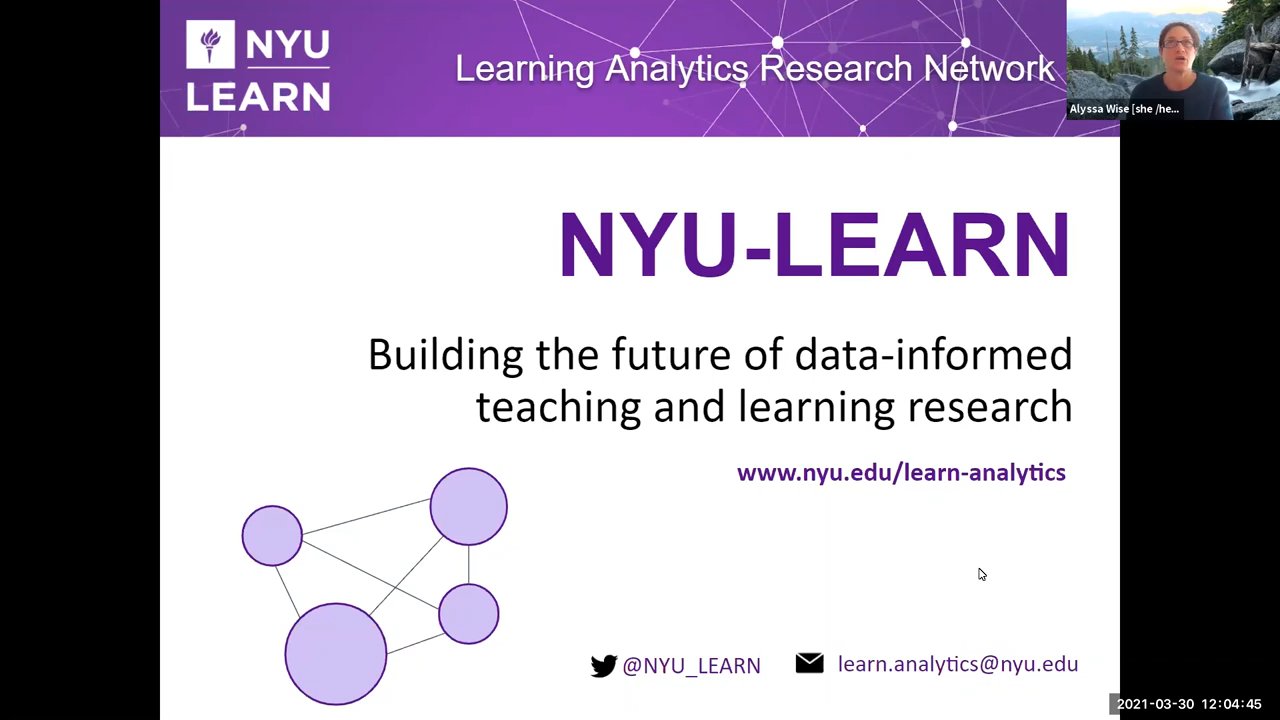 NYU
LEARN
Learning Analytics Research Network
Alyssa Wise [she /he...
NYU-LEARN
Building the future of data-informed
teaching and learning research
www.nyu.edu/learn-analytics
@NYU_LEARN
learn.analytics@nyu.edu
2021-03-30 12:04:45